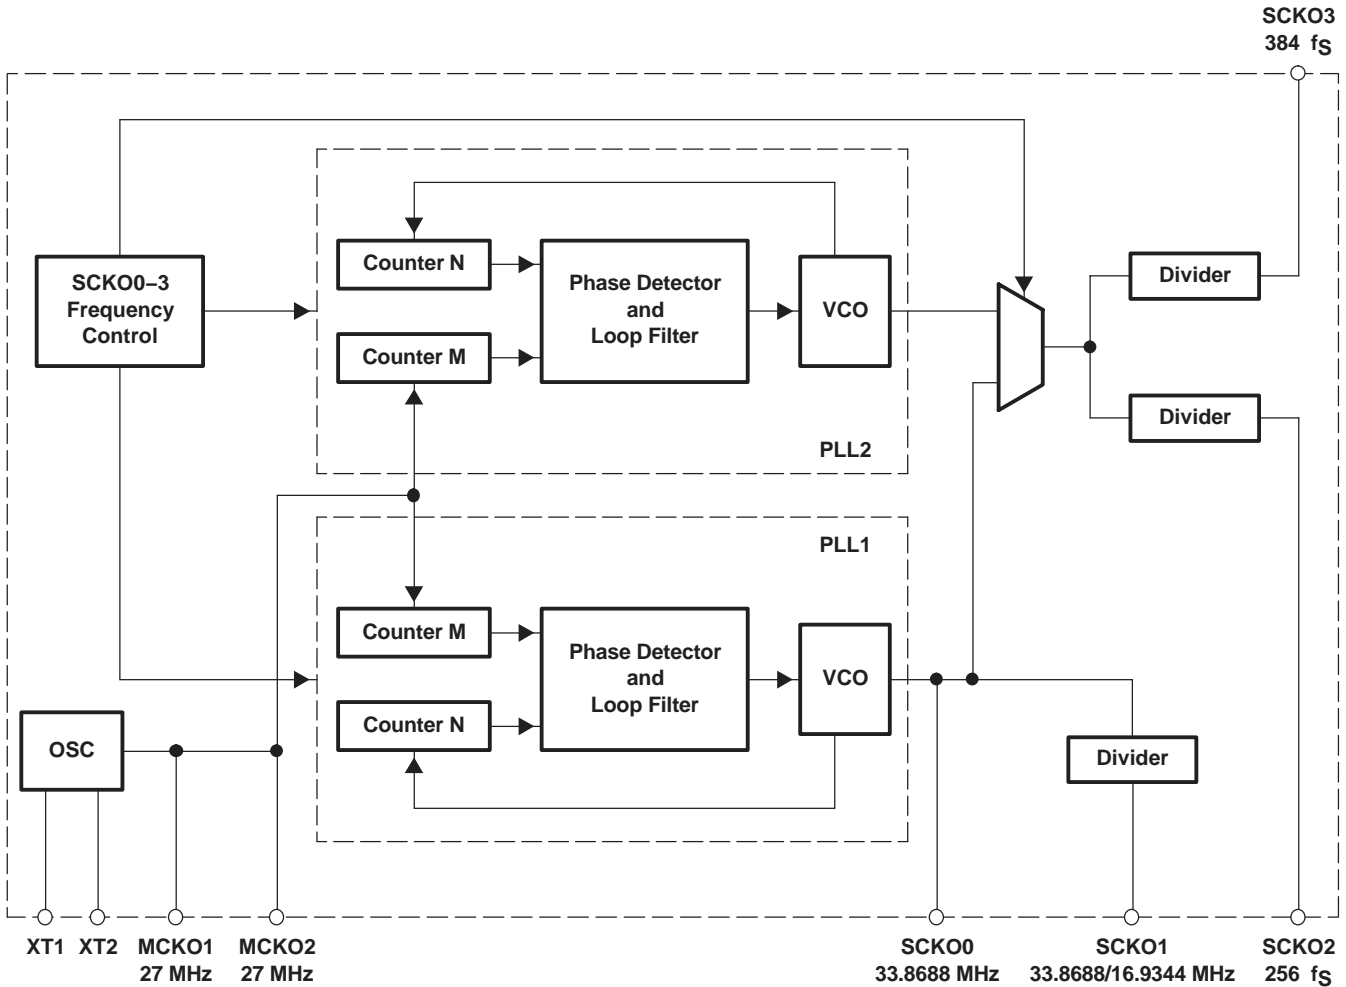 SCKO3
384 fS
SCKO0–3
Frequency
Control
Counter N
Counter M
Phase Detector
and
Loop Filter
VCO
Divider
Divider
PLL2
PLL1
Counter M
Counter N
Phase Detector
and
Loop Filter
VCO
OSC
Divider
XT1
XT2
MCKO1
27 MHz
MCKO2
27 MHz
SCKO0
33.8688 MHz
SCKO1
33.8688/16.9344 MHz
SCKO2
256 fS